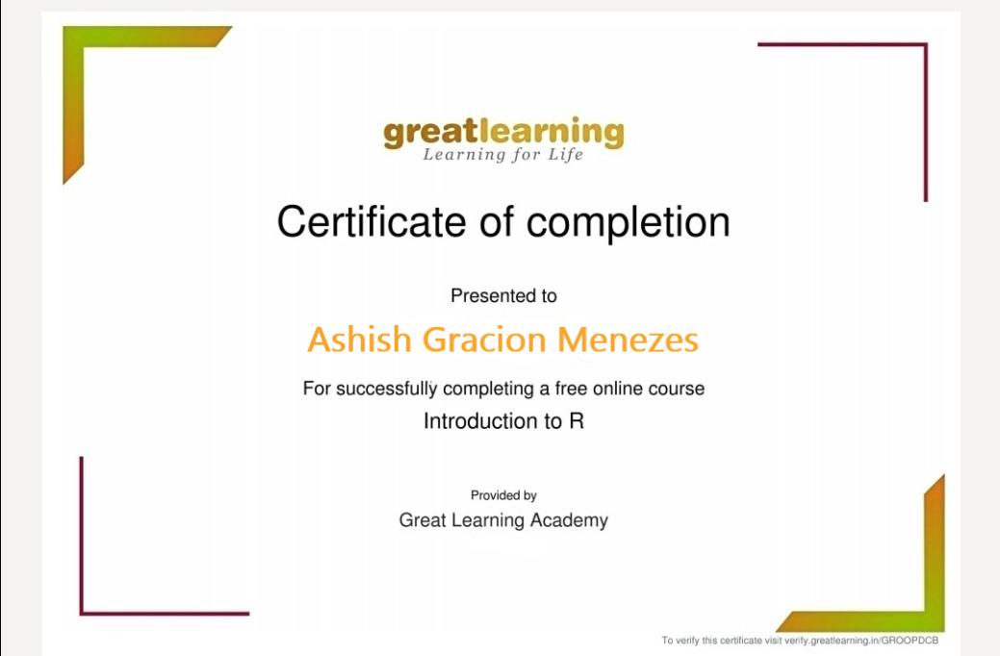 greatlearning
Learning for Life
Certificate of completion
Presented to
Ashish Gracion Menezes
For successfully completing a free online course
Introduction to R
Provided by
Great Learning Academy
To verify this certificate visit verify.greatlearning.in/GROOPDCB